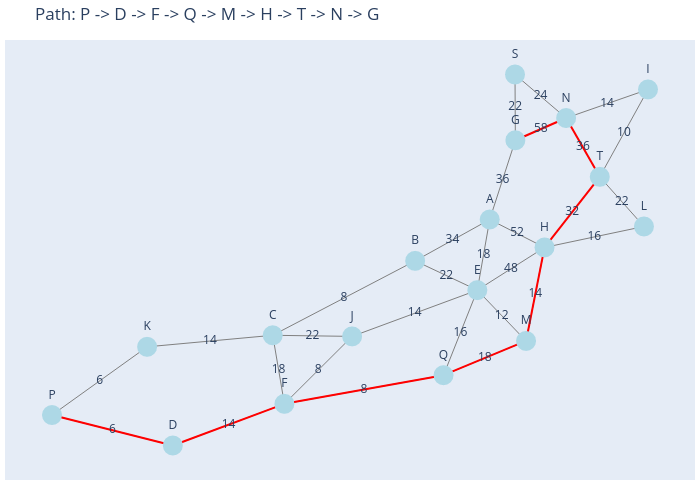 Path: P -> D -> F -> Q -> M -> H -> T -> N -> G
S
I
24
N
14
22
G
58
10
36
T
36
22
A
L
32
52
H
16
34
B
18
48
22
E
8
14
14
12
M
C
J
22
K
14
16
18
Q
18
8
F
6
8
P
14
D
6